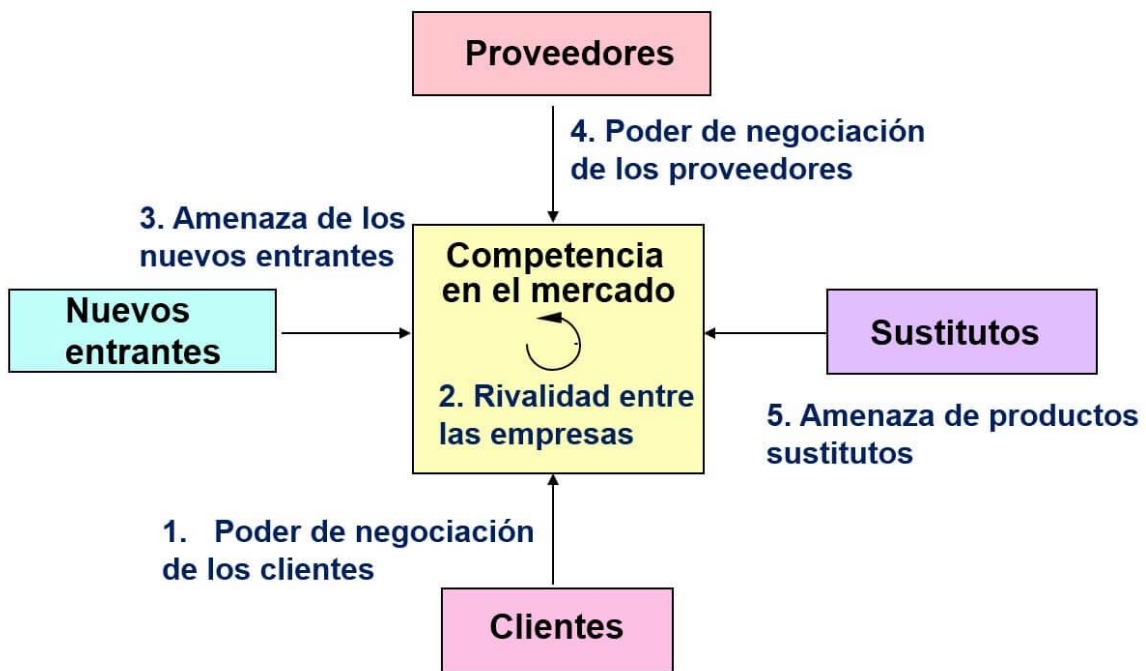 Proveedores
4. Poder de negociación
de los proveedores
3. Amenaza de los
nuevos entrantes
Competencia
en el mercado
Nuevos
entrantes
Sustitutos
2. Rivalidad entre
las empresas
5. Amenaza de productos
sustitutos
1. Poder de negociación
de los clientes
Clientes